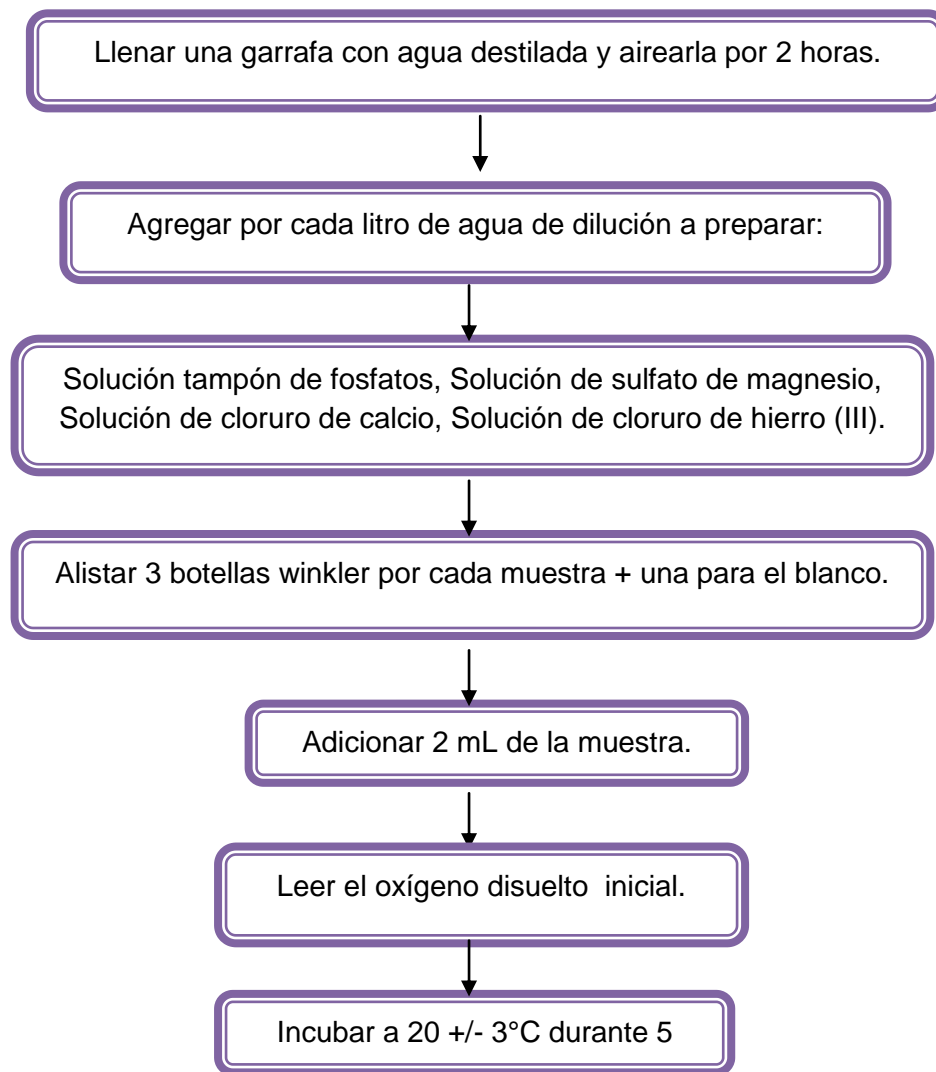 Llenar una garrafa con agua destilada y airearla por 2 horas.
Agregar por cada litro de agua de dilución a preparar:
Solución tampón de fosfatos, Solución de sulfato de magnesio,
Solución de cloruro de calcio, Solución de cloruro de hierro (III).
Alistar 3 botellas winkler por cada muestra + una para el blanco.
Adicionar 2 mL de la muestra.
Leer el oxígeno disuelto  inicial.
Incubar a 20 +/- 3°C durante 5